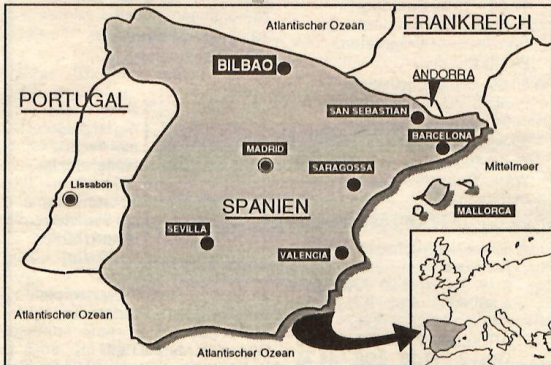 Atlantischer Ozean
FRANKREICH
BILBAO
ANDORRA
PORTUGAL
SAN SEBASTIAN
BARCELONA
MADRID
Mittelmeer
SARAGOSSA
Lissabon
MALLORCA
SPANIEN
SEVILLA
VALENCIA
Atlantischer Ozean
Atlantischer Ozean